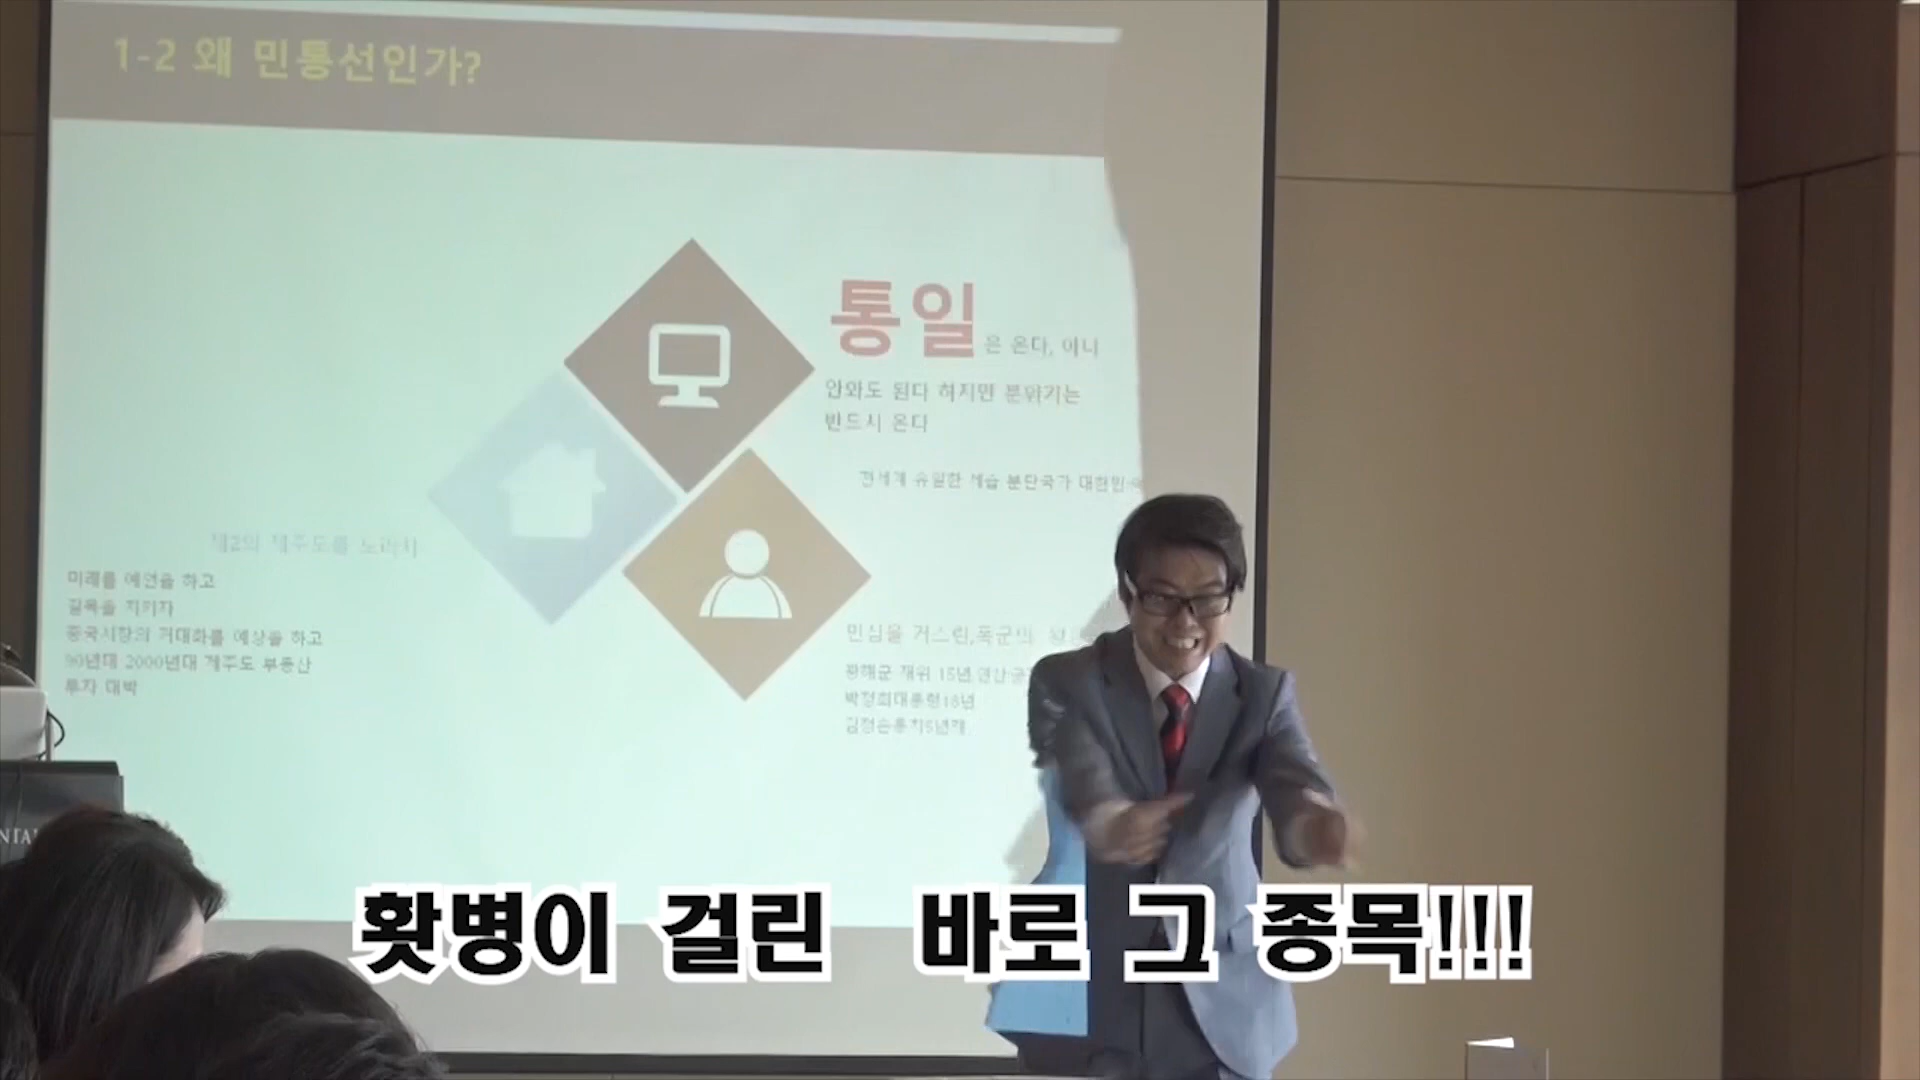 1-2 왜 민통선인가?
통일은 온다, 아니
안와도 된다 하지만 분위기는
반드시 온다
전세계 유일한 세습 분단국가 대한민국
제2의 제주도를 노려라
미래를 예언을 하고
길목을 지키자
중국시장의 거대화를 예상을 하고
90년대 2000년대 제주도 부동산
투자 대박
민심을 거스린,폭군의
광해군 재위 15년,연산군
박정희대통령18년
김정은통치5년째
NTAL
홧병이 걸린 바로 그 종목!!!